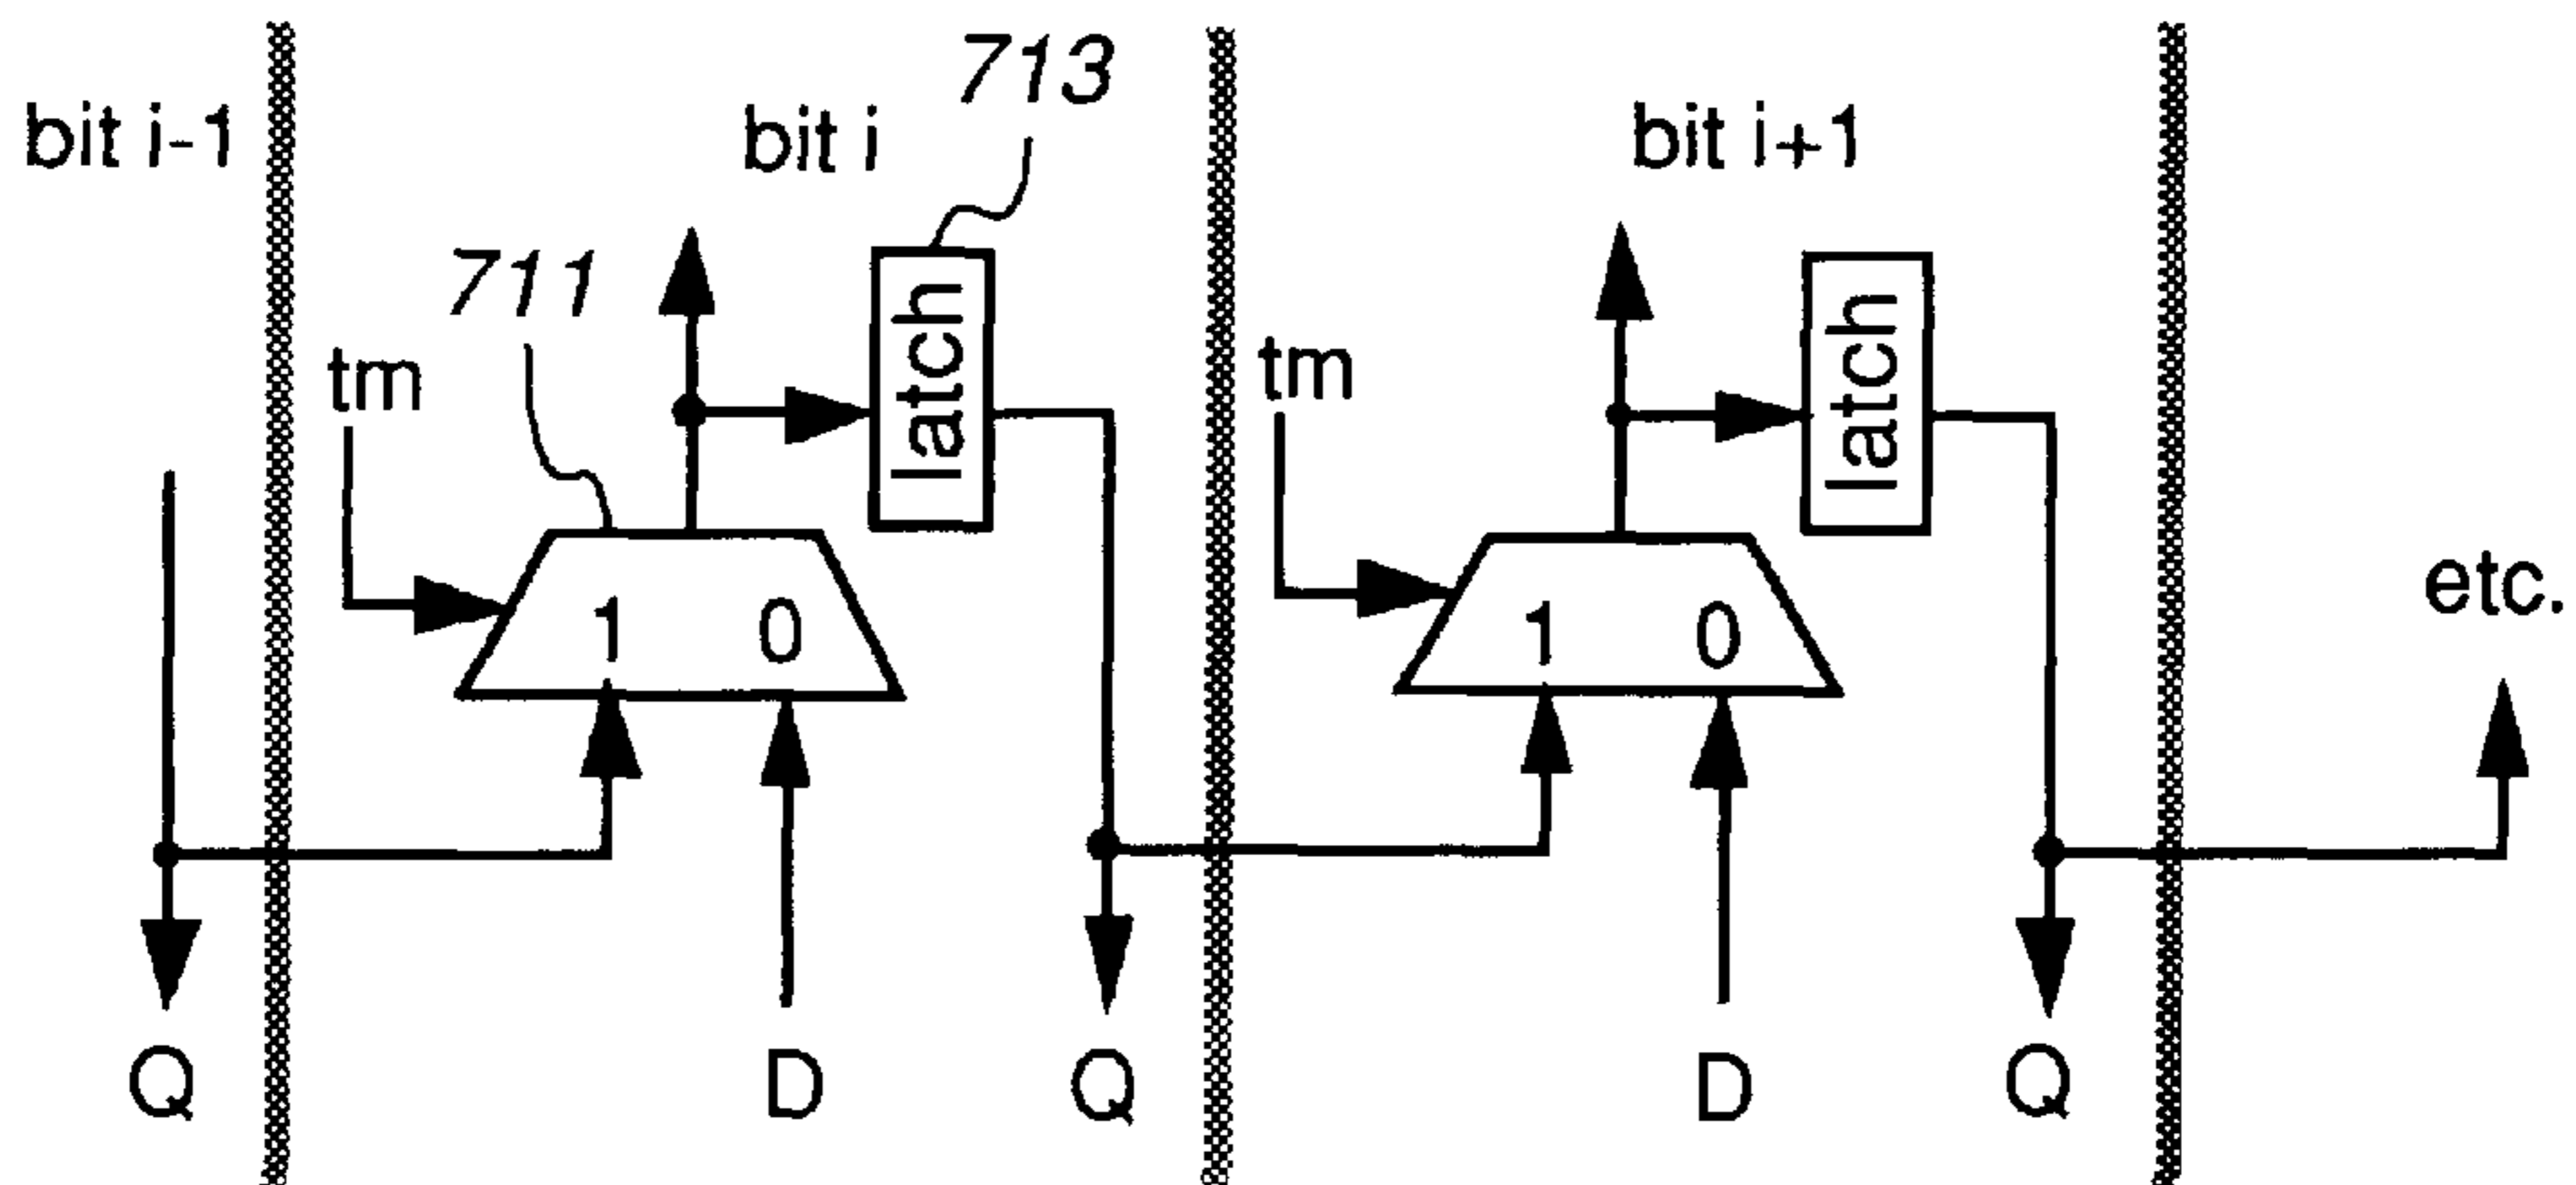 713
bit i-1
bit i
bit i+1
711
tm
latch
tm
latch
1 0
1 0
etc.
Q
D
Q
D
Q